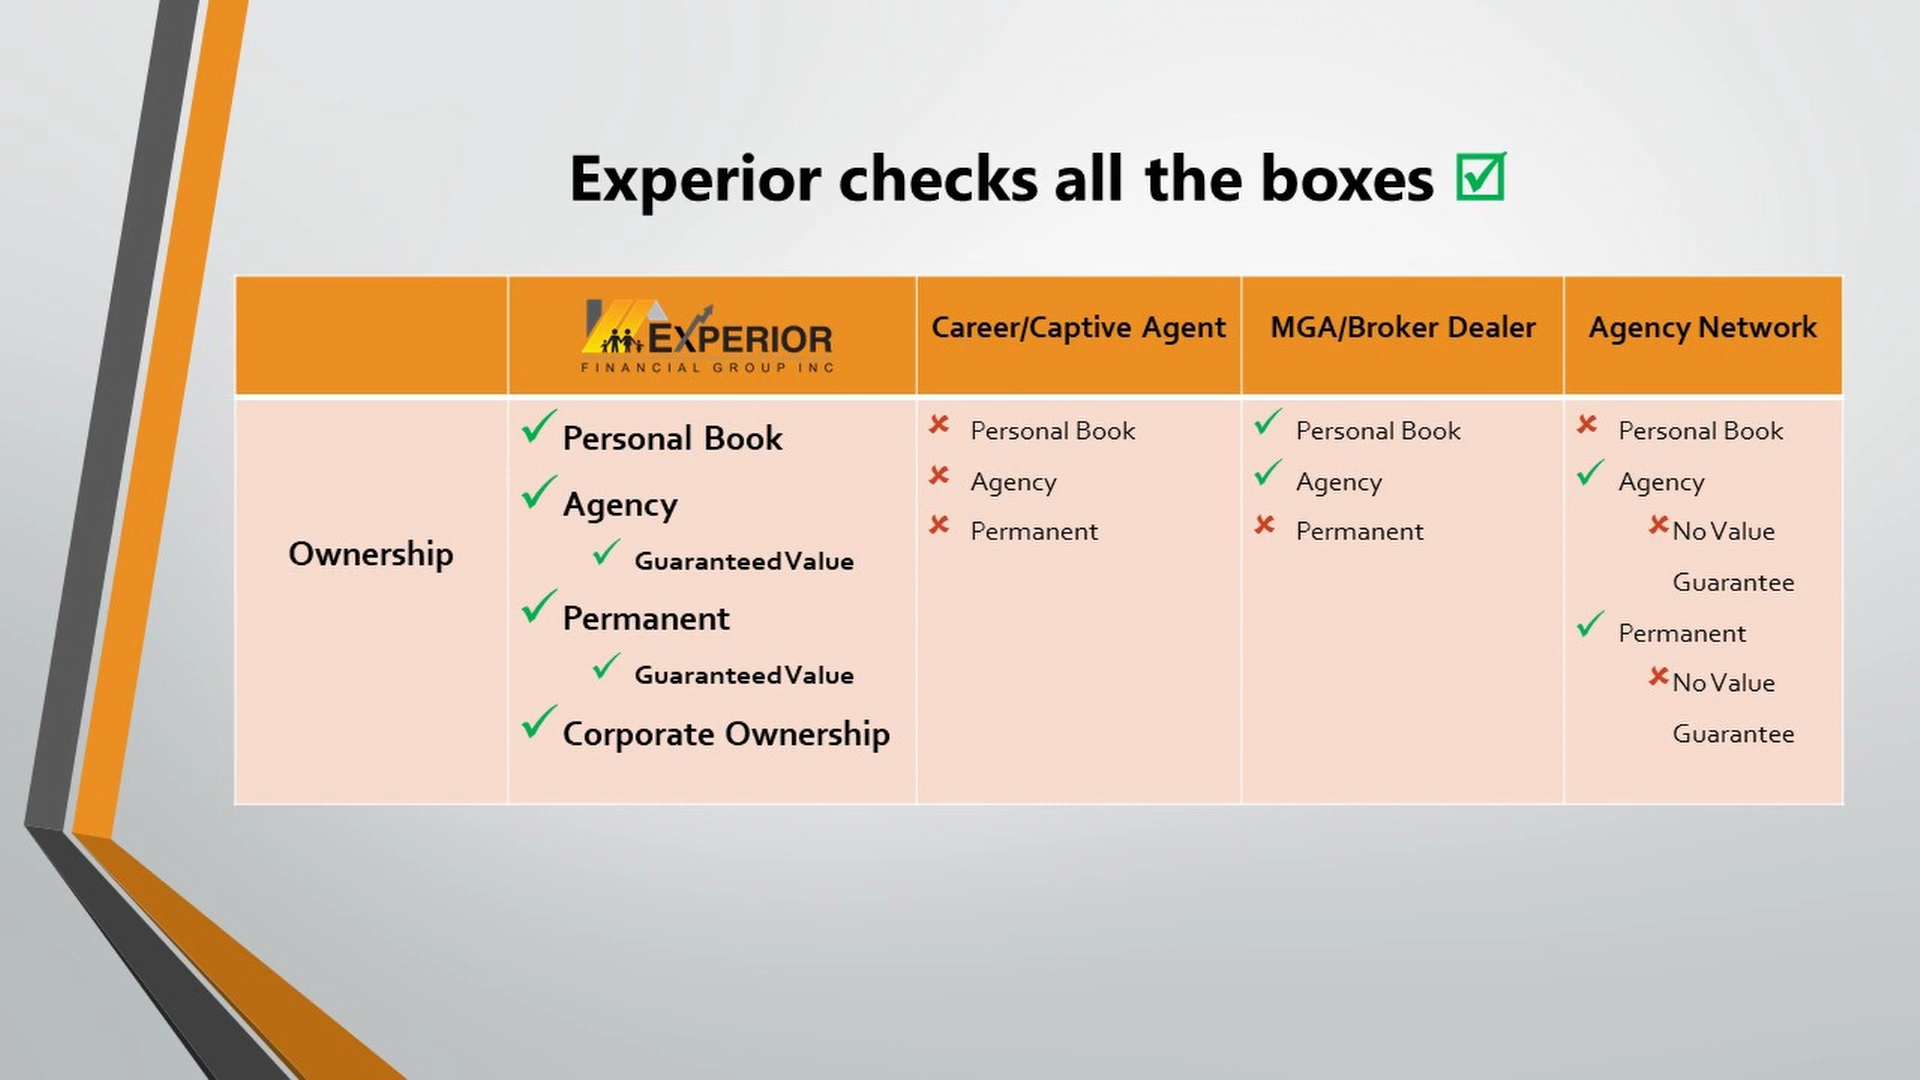 Experior checks all the boxes ☑
EXPERIOR
FINANCIAL GROUP INC
Career/Captive Agent
MGA/Broker Dealer
Agency Network
Ownership
✓ Personal Book
✓ Agency
✓ Guaranteed Value
✓ Permanent
✓ Guaranteed Value
✓ Corporate Ownership
✘ Personal Book
✘ Agency
✘ Permanent
✓ Personal Book
✓ Agency
✘ Permanent
✘ Personal Book
✓ Agency
✘ No Value
Guarantee
✓ Permanent
✘ No Value
Guarantee